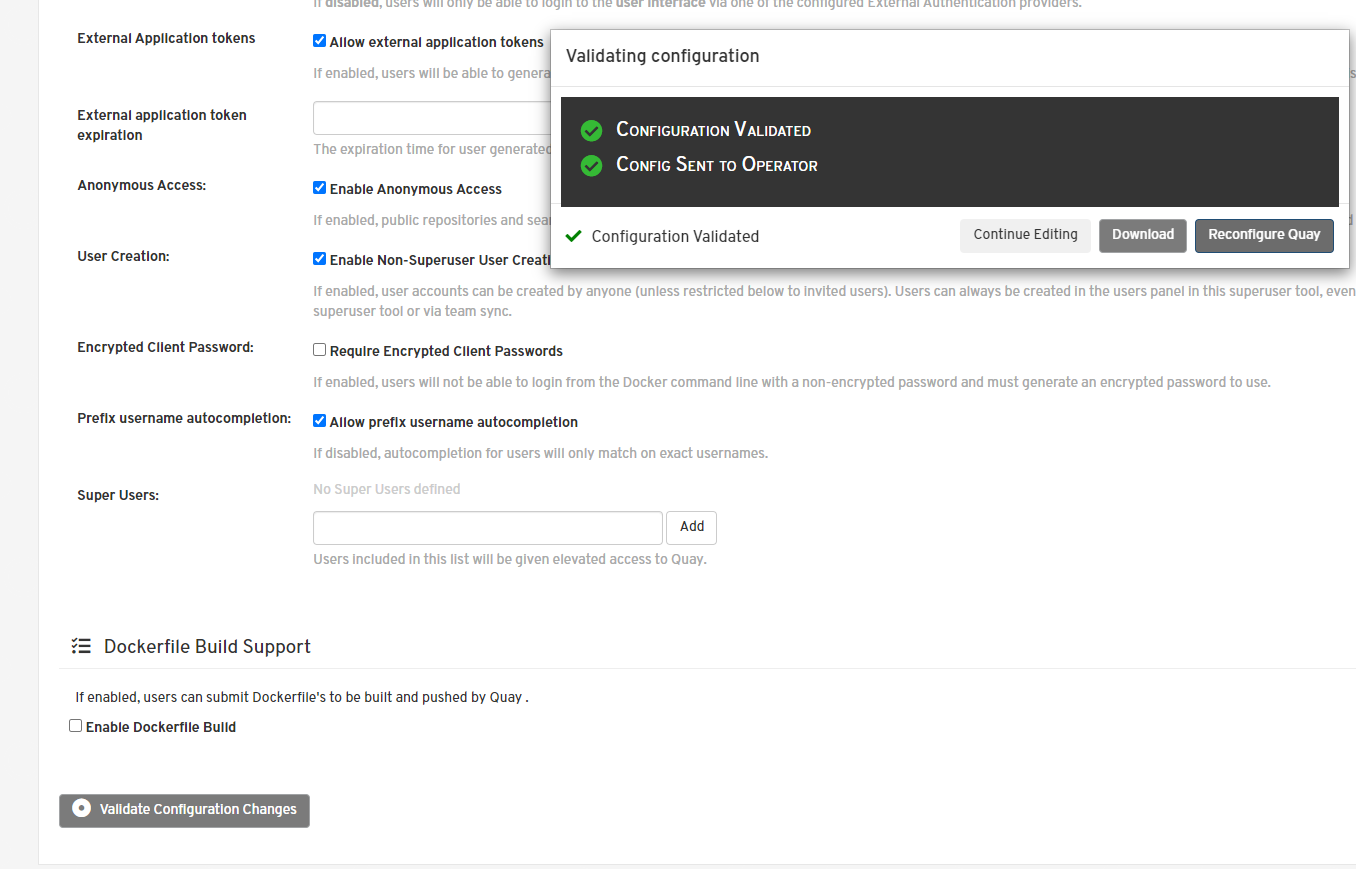 If disabled, users will only be able to login to the user interface via one of the configured External Authentication providers.
External Application tokens
Allow external application tokens
If enabled, users will be able to genera
External application token
expiration
The expiration time for user generated
Anonymous Access:
Enable Anonymous Access
If enabled, public repositories and sear
User Creation:
Enable Non-Superuser User Creati
If enabled, user accounts can be created by anyone (unless restricted below to invited users). Users can always be created in the users panel in this superuser tool, even
superuser tool or via team sync.
Validating configuration
Configuration Validated
Config Sent to Operator
Configuration Validated
Continue Editing
Download
Reconfigure Quay
Encrypted Client Password:
Require Encrypted Client Passwords
If enabled, users will not be able to login from the Docker command line with a non-encrypted password and must generate an encrypted password to use.
Prefix username autocompletion:
Allow prefix username autocompletion
If disabled, autocompletion for users will only match on exact usernames.
Super Users:
No Super Users defined
Add
Users included in this list will be given elevated access to Quay.
Dockerfile Build Support
If enabled, users can submit Dockerfile's to be built and pushed by Quay .
Enable Dockerfile Build
Validate Configuration Changes